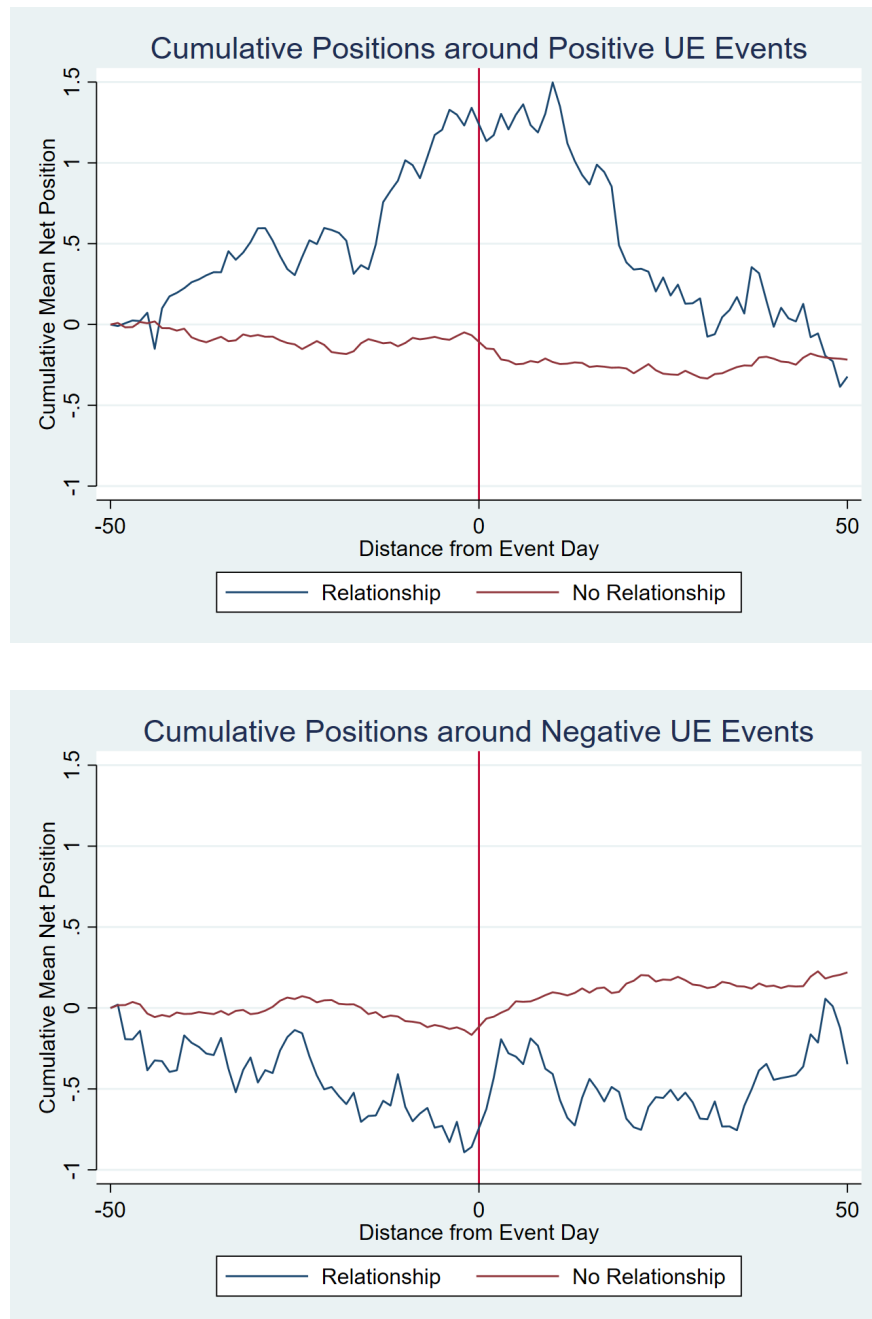 Cumulative Positions around Positive UE Events
Cumulative Mean Net Position
1.5
1
.5
0
-.5
-1
-50 0 50
Distance from Event Day
Relationship No Relationship
Cumulative Positions around Negative UE Events
Cumulative Mean Net Position
1.5
1
.5
0
-.5
-1
-50 0 50
Distance from Event Day
Relationship No Relationship